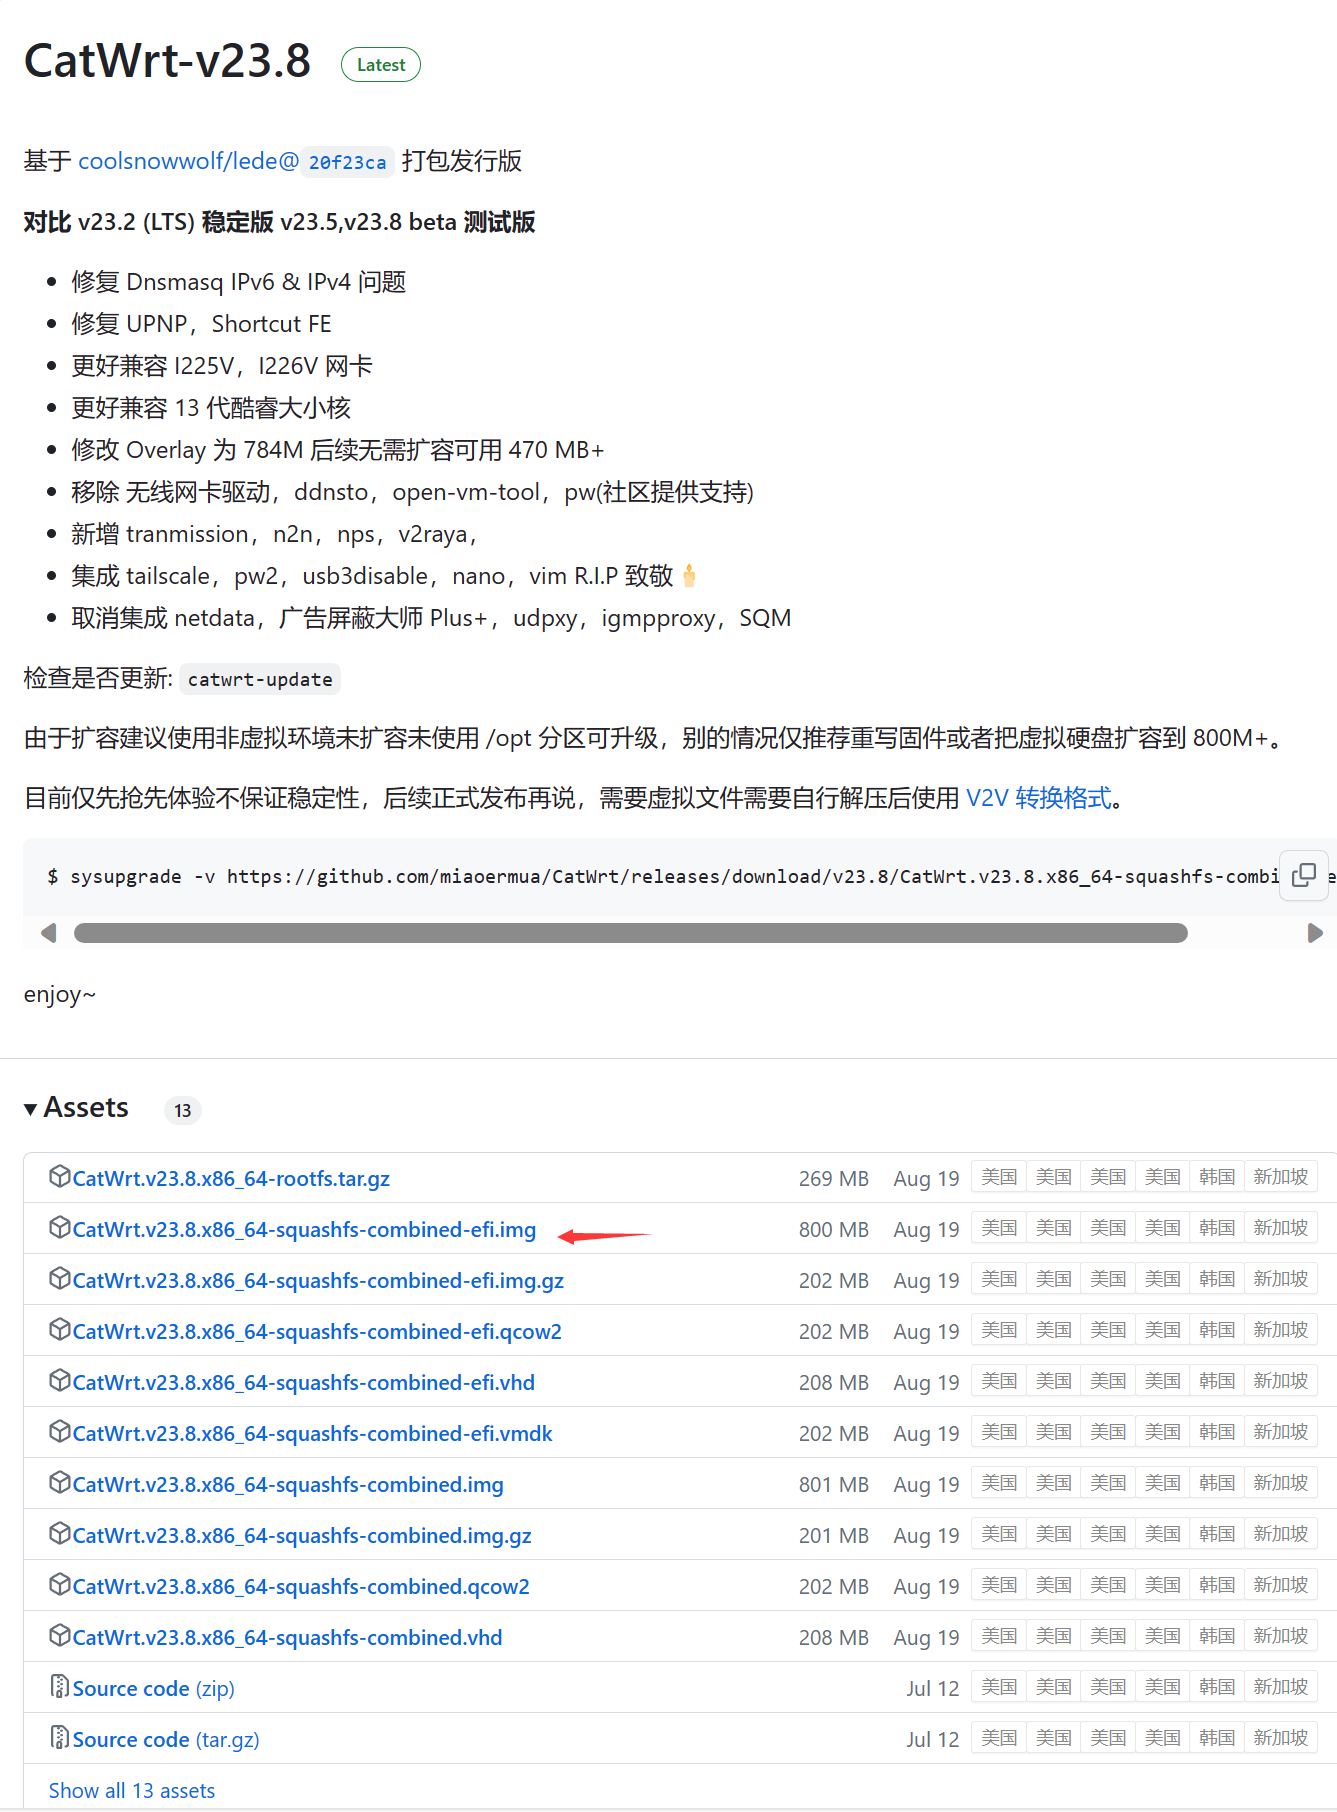 CatWrt-v23.8 Latest
基于 coolsnowwolf/lede@20f23ca 打包发行版
对比 v23.2 (LTS) 稳定版 v23.5,v23.8 beta 测试版
修复 Dnsmasq IPv6 & IPv4 问题
修复 UPNP，Shortcut FE
更好兼容 I225V，I226V 网卡
更好兼容 13 代酷睿大小核
修改 Overlay 为 784M 后续无需扩容可用 470 MB+
移除 无线网卡驱动，ddnsto，open-vm-tool，pw(社区提供支持)
新增 tranmission，n2n，nps，v2raya，
集成 tailscale，pw2，usb3disable，nano，vim R.I.P 致敬🕯️
取消集成 netdata，广告屏蔽大师 Plus+，udpxy，igmpproxy，SQM
检查是否更新: catwrt-update
由于扩容建议使用非虚拟环境未扩容未使用 /opt 分区可升级，别的情况仅推荐重写固件或者把虚拟硬盘扩容到 800M+。
目前仅先抢先体验不保证稳定性，后续正式发布再说，需要虚拟文件需要自行解压后使用 V2V 转换格式。
$ sysupgrade -v https://github.com/miaoermua/CatWrt/releases/download/v23.8/CatWrt.v23.8.x86_64-squashfs-combi
enjoy~
Assets 13
CatWrt.v23.8.x86_64-rootfs.tar.gz 269 MB Aug 19 美国 美国 美国 美国 韩国 新加坡
CatWrt.v23.8.x86_64-squashfs-combined-efi.img 800 MB Aug 19 美国 美国 美国 美国 韩国 新加坡
CatWrt.v23.8.x86_64-squashfs-combined-efi.img.gz 202 MB Aug 19 美国 美国 美国 美国 韩国 新加坡
CatWrt.v23.8.x86_64-squashfs-combined-efi.qcow2 202 MB Aug 19 美国 美国 美国 美国 韩国 新加坡
CatWrt.v23.8.x86_64-squashfs-combined-efi.vhd 208 MB Aug 19 美国 美国 美国 美国 韩国 新加坡
CatWrt.v23.8.x86_64-squashfs-combined-efi.vmdk 202 MB Aug 19 美国 美国 美国 美国 韩国 新加坡
CatWrt.v23.8.x86_64-squashfs-combined.img 801 MB Aug 19 美国 美国 美国 美国 韩国 新加坡
CatWrt.v23.8.x86_64-squashfs-combined.img.gz 201 MB Aug 19 美国 美国 美国 美国 韩国 新加坡
CatWrt.v23.8.x86_64-squashfs-combined.qcow2 202 MB Aug 19 美国 美国 美国 美国 韩国 新加坡
CatWrt.v23.8.x86_64-squashfs-combined.vhd 208 MB Aug 19 美国 美国 美国 美国 韩国 新加坡
Source code (zip) Jul 12 美国 美国 美国 美国 韩国 新加坡
Source code (tar.gz) Jul 12 美国 美国 美国 美国 韩国 新加坡
Show all 13 assets